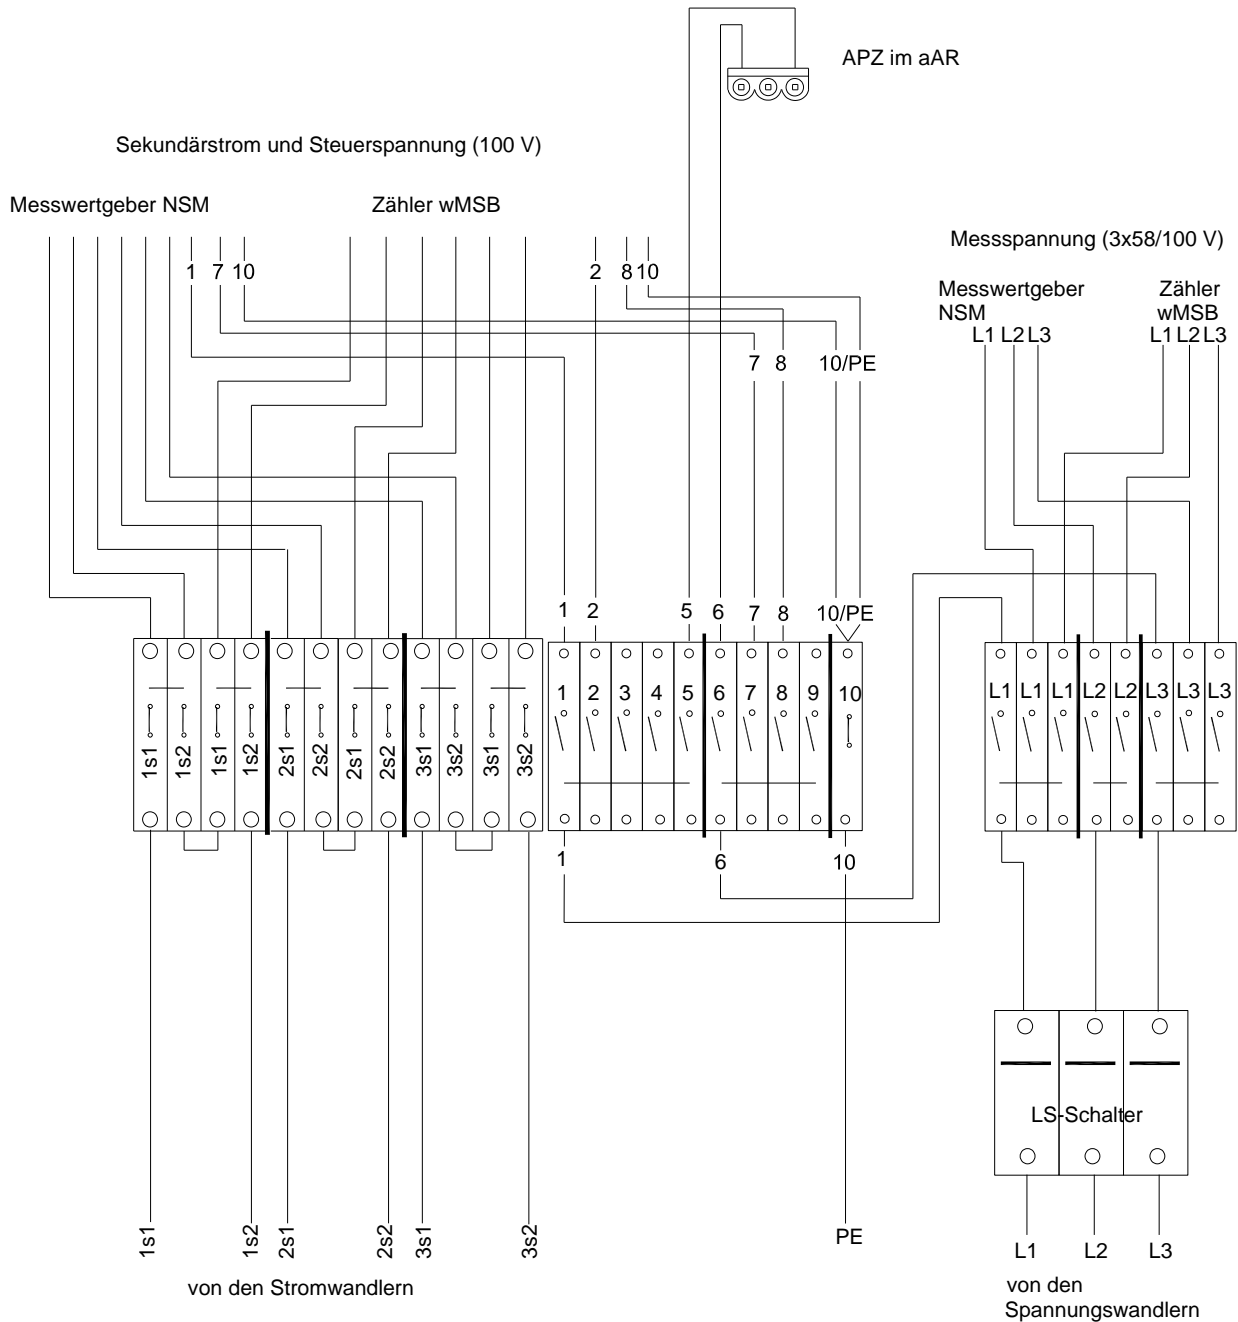 APZ im aAR
Sekundärstrom und Steuerspannung (100 V)
Messwertgeber NSM
Zähler wMSB
Messspannung (3x58/100 V)
1 7 10
2 8 10
Messwertgeber
NSM
Zähler
wMSB
L1 L2 L3
L1 L2 L3
7 8 10/PE
1 2 5 6 7 8 10/PE
1s1 1s2 1s1 1s2 2s1 2s2 2s1 2s2 3s1 3s2 3s1 3s2
1 2 3 4 5 6 7 8 9 10
L1 L1 L1 L2 L2 L3 L3 L3
1 6 10
LS-Schalter
1s1 1s2 2s1 2s2 3s1 3s2
PE
L1 L2 L3
von den Stromwandlern
von den
Spannungswandlern